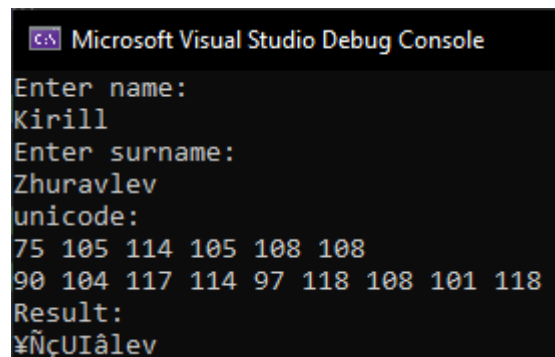 Microsoft Visual Studio Debug Console
Enter name:
Kirill
Enter surname:
Zhuravlev
unicode:
75 105 114 105 108 108
90 104 117 114 97 118 108 101 118
Result:
¥ÑçUIâlev